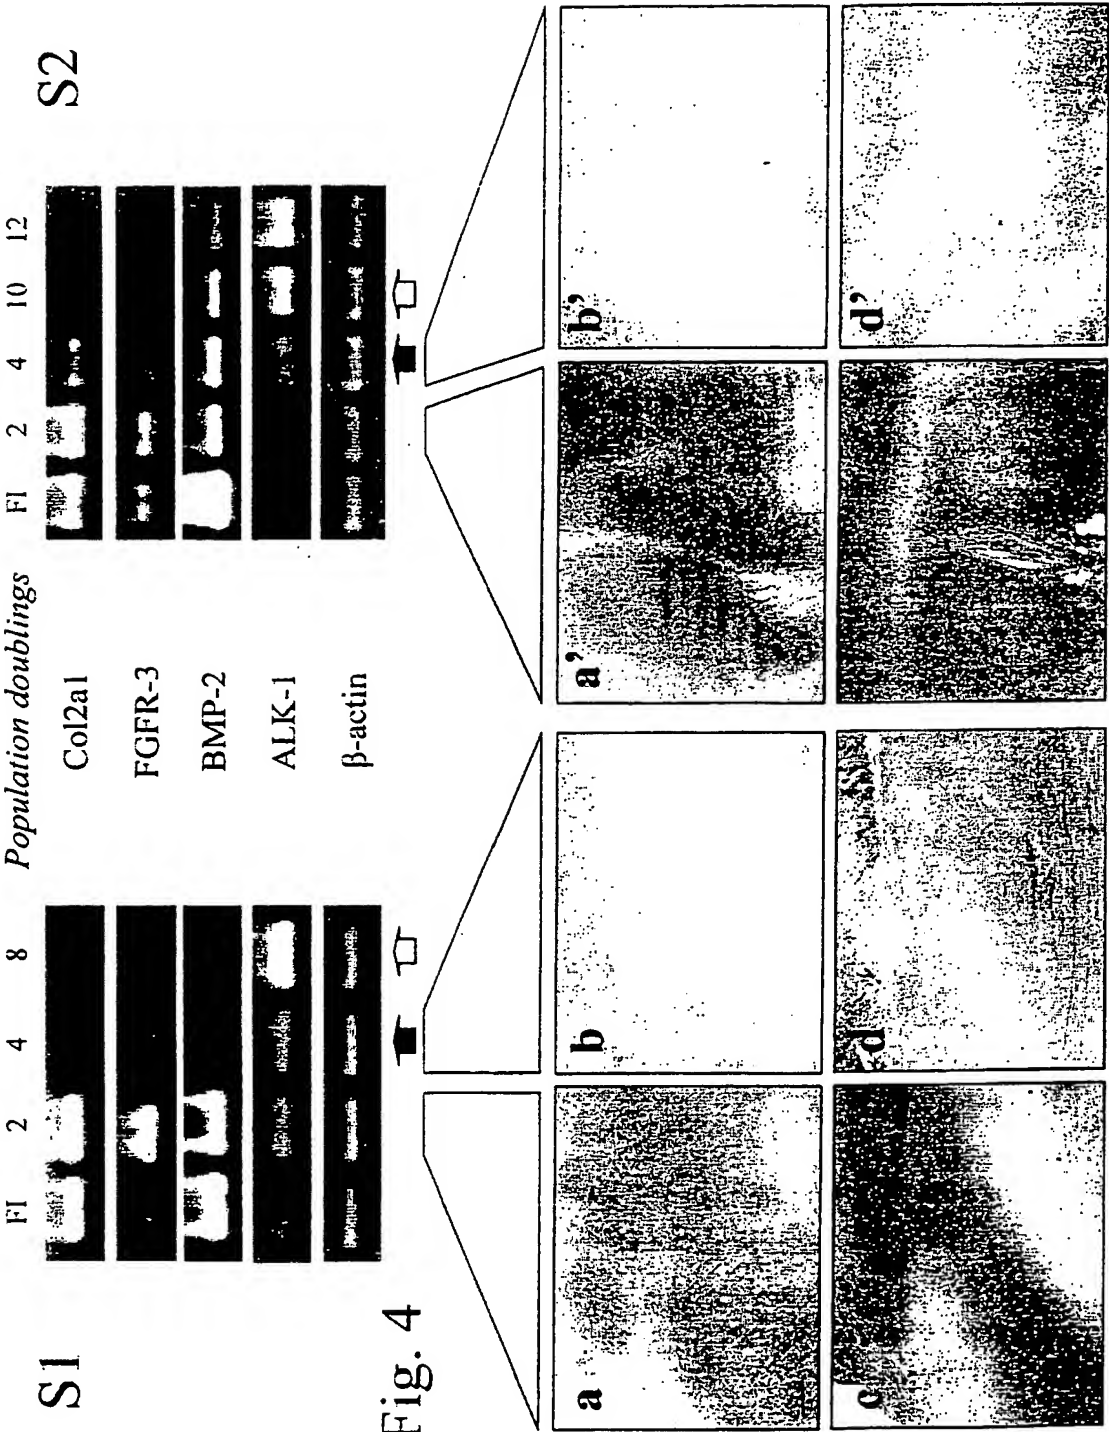 S1
S2
Population doublings
FI 2 4 8
FI 2 4 10 12
Col2a1
FGFR-3
BMP-2
ALK-1
β-actin
Fig. 4
a
b
a’
b’
c
d
d’